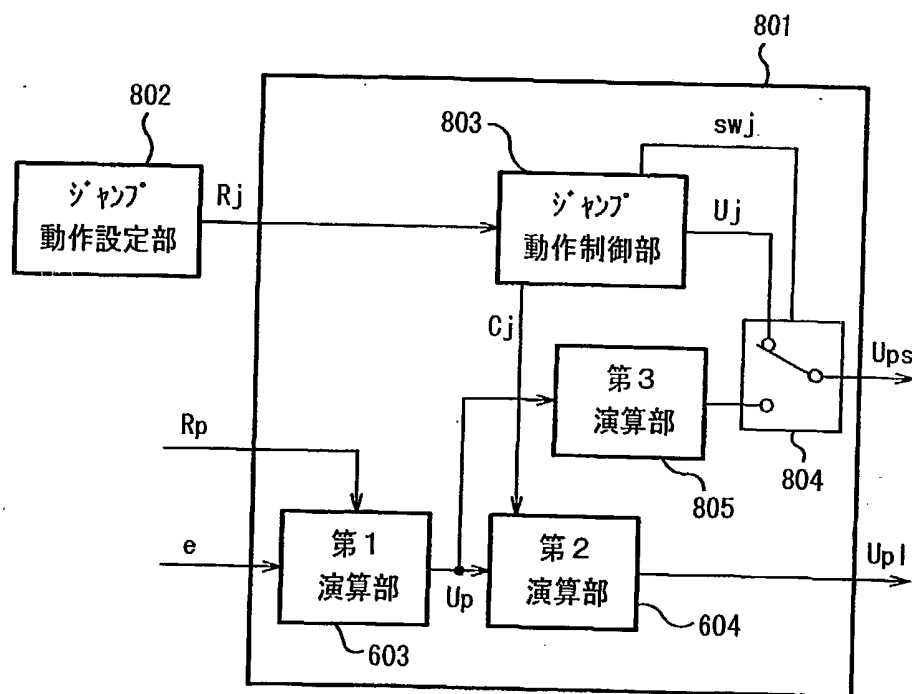 801
802
803
swj
ジャンプ
動作設定部
Rj
ジャンプ
動作制御部
Uj
Cj
Ups
第3
演算部
Rp
804
805
e
第1
演算部
Up
第2
演算部
Upl
603
604